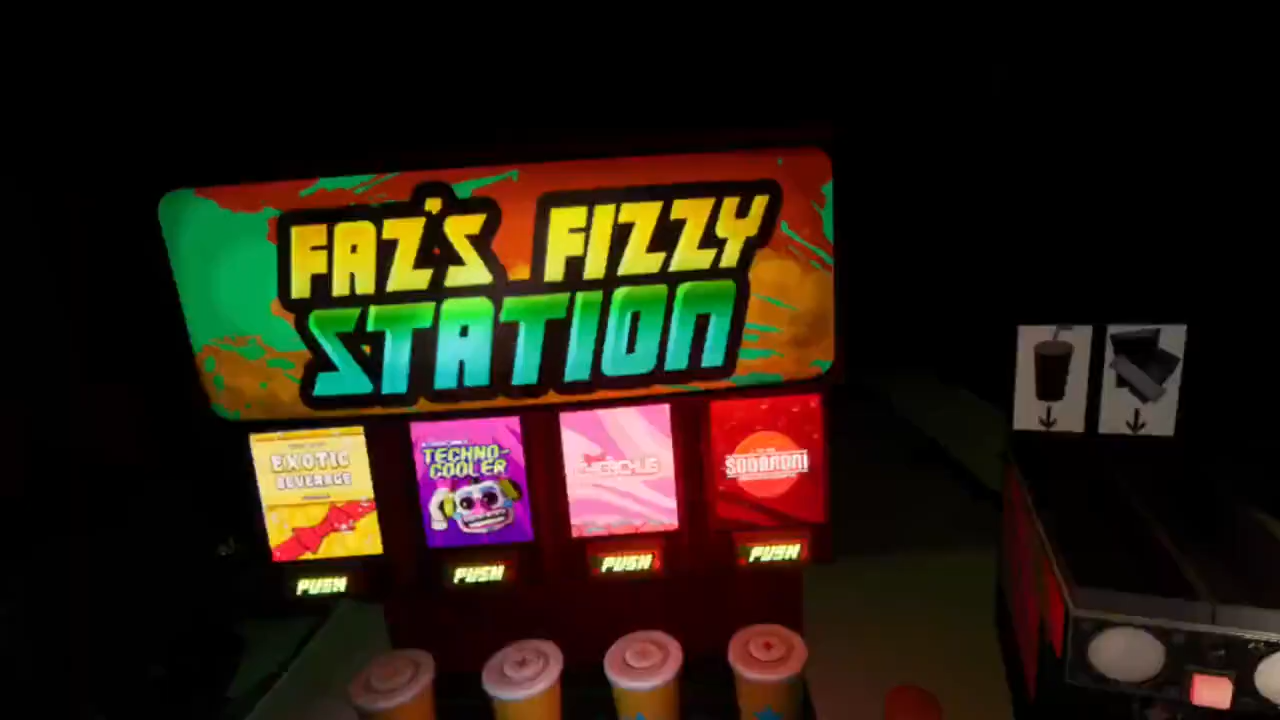 FAZ'S FIZZY
STATION
EXOTIC
BEVERAGE
TECHNO-
COOLER
SODARONI
PUSH
PUSH
PUSH
PUSH